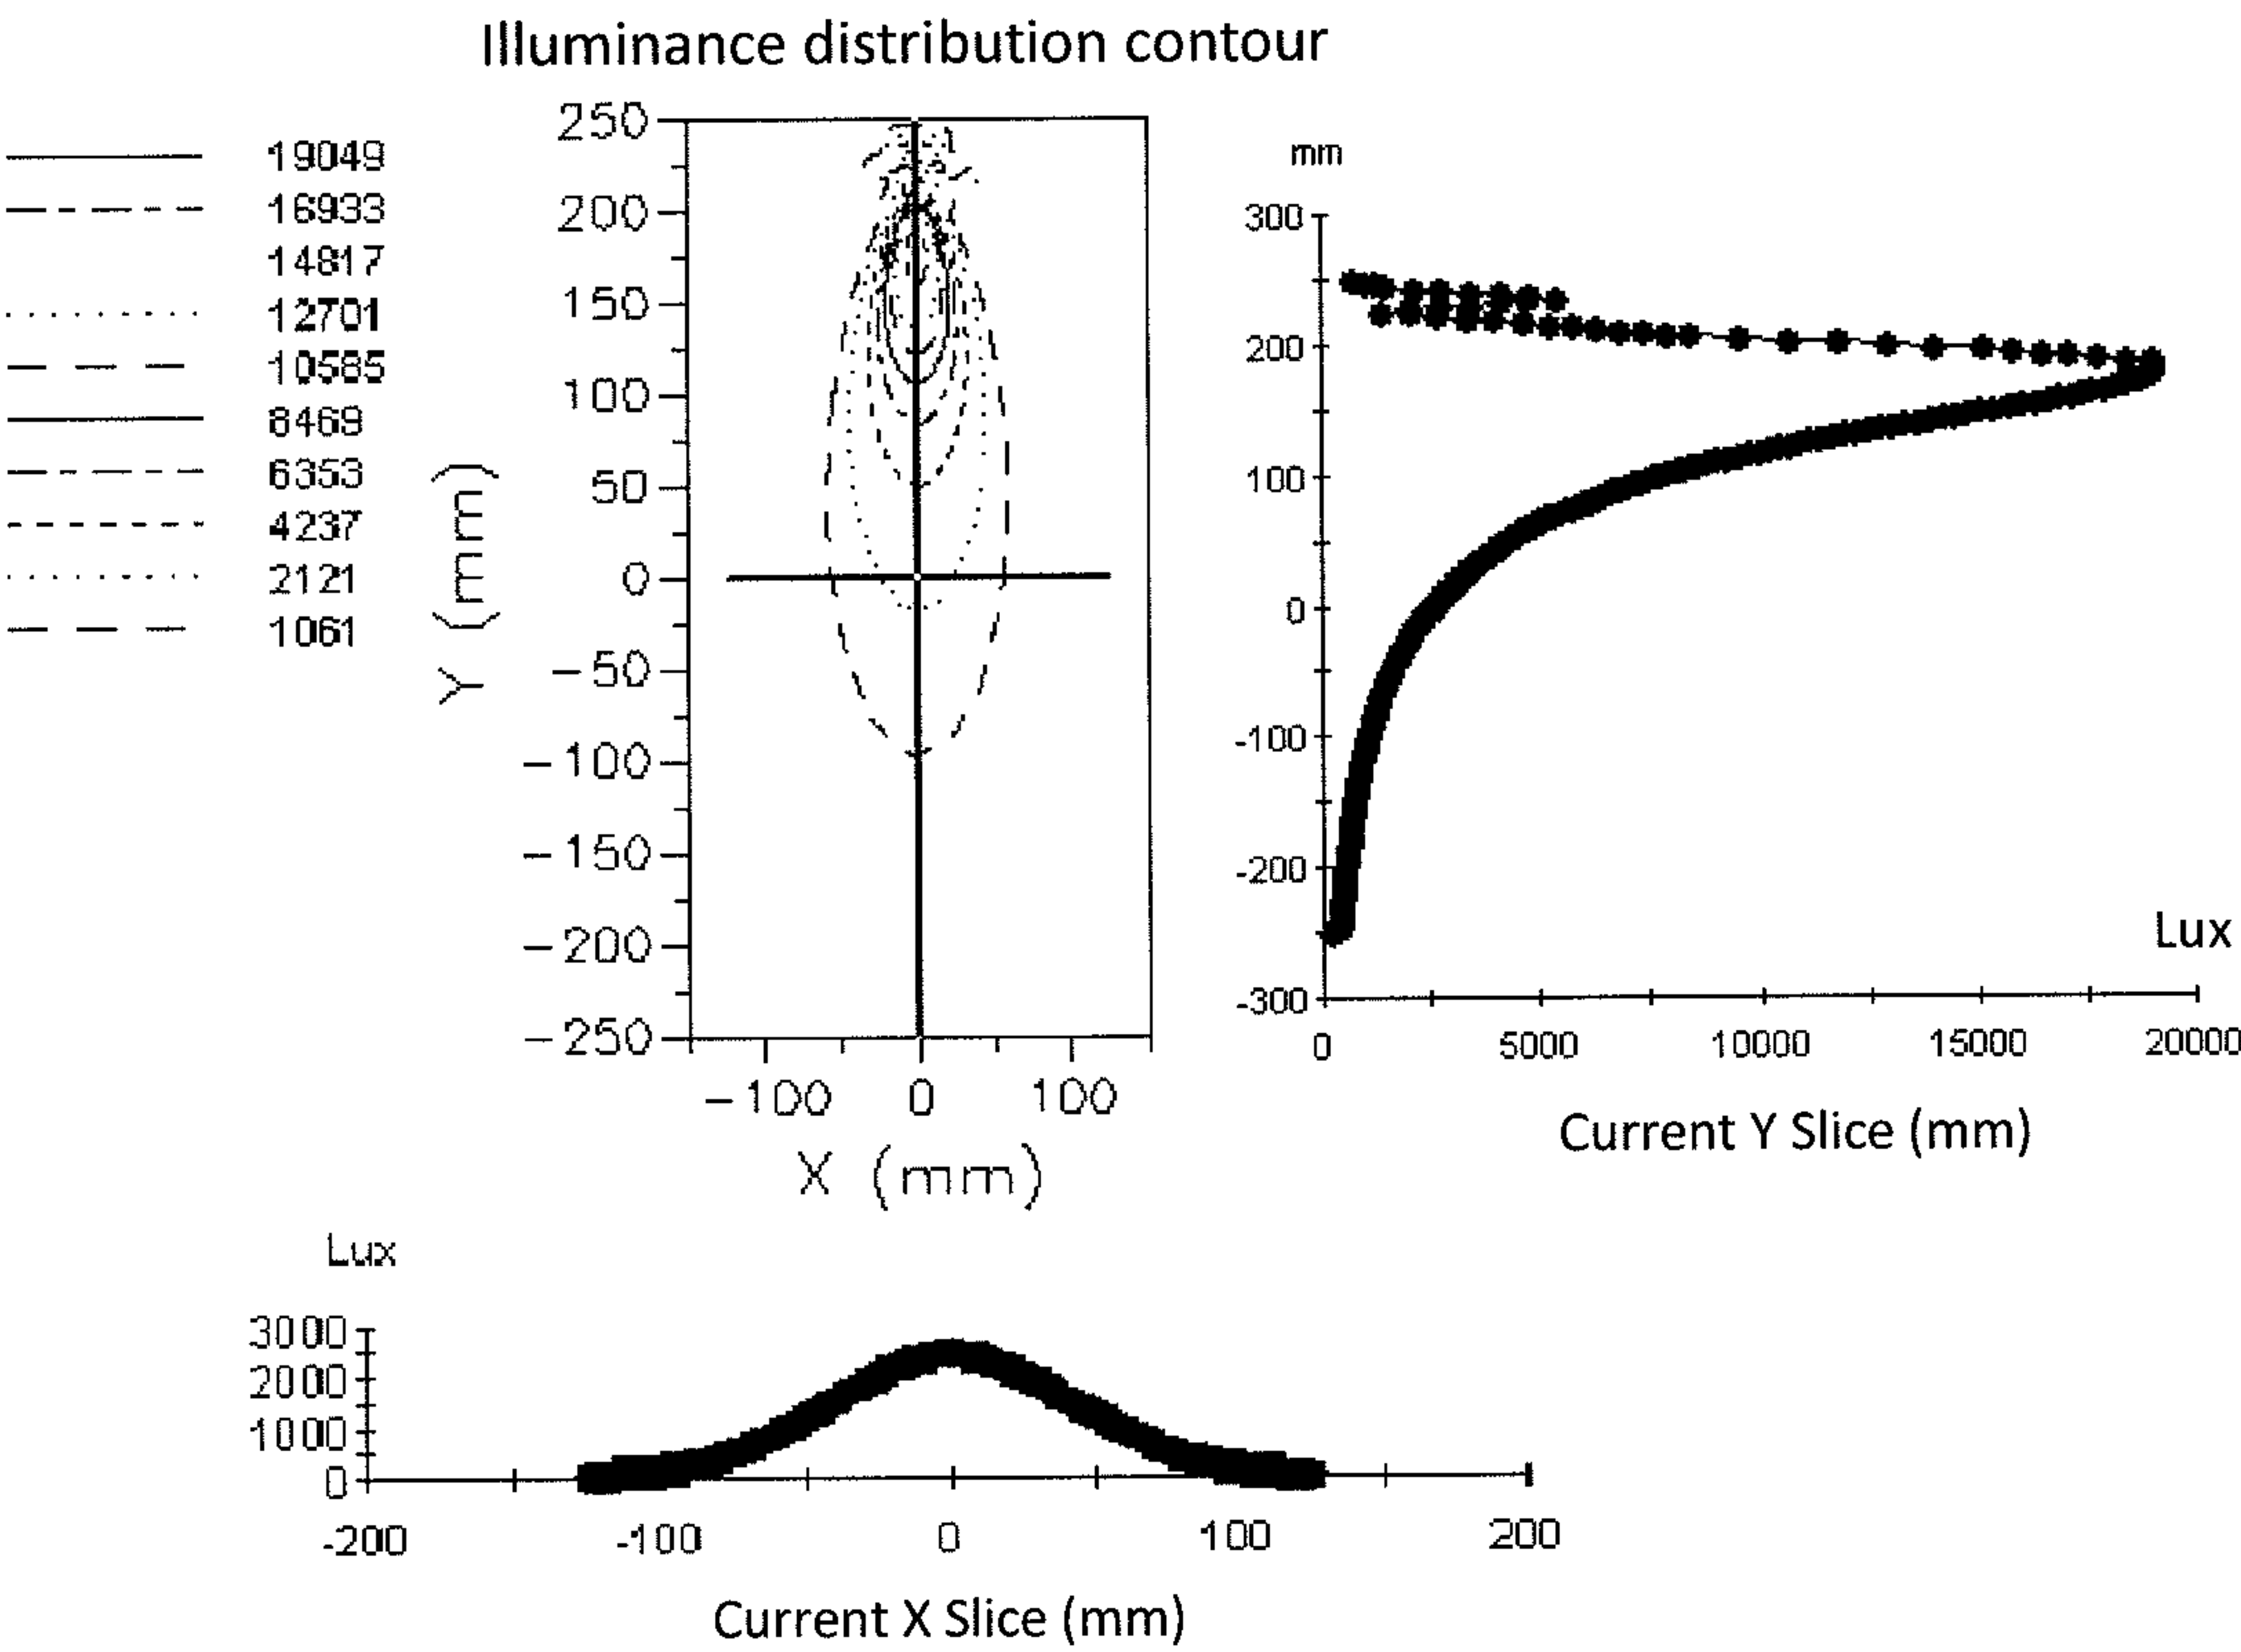 Illuminance distribution contour
19049
16933
14817
12701
10585
8469
6353
4237
2121
1061
250
200
150
100
50
0
−50
−100
−150
−200
−250
Y (mm)
−100 0 100
X (mm)
mm
300
200
100
0
-100
-200
-300
Lux
0 5000 10000 15000 20000
Current Y Slice (mm)
Lux
3000
2000
1000
0
-200 -100 0 100 200
Current X Slice (mm)